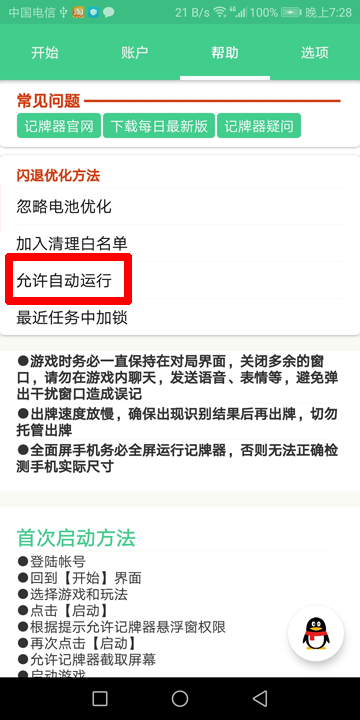 中国电信 21 B/s 4G 100% 晚上7:28
开始 账户 帮助 选项
常见问题
记牌器官网 下载每日最新版 记牌器疑问
闪退优化方法
忽略电池优化
加入清理白名单
允许自动运行
最近任务中加锁
●游戏时务必一直保持在对局界面，关闭多余的窗
口，请勿在游戏内聊天，发送语音、表情等，避免弹
出干扰窗口造成误记
●出牌速度放慢，确保出现识别结果后再出牌，切勿
托管出牌
●全面屏手机务必全屏运行记牌器，否则无法正确检
测手机实际尺寸
首次启动方法
●登陆帐号
●回到【开始】界面
●选择游戏和玩法
●点击【启动】
●根据提示允许记牌器悬浮窗权限
●再次点击【启动】
●允许记牌器截取屏幕
●启动游戏